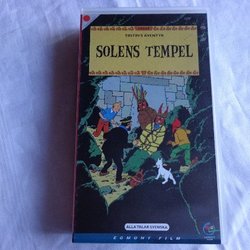 TINTINS ÄVENTYR
SOLENS TEMPEL
ALLA TALAR SVENSKA
EGMONT FILM